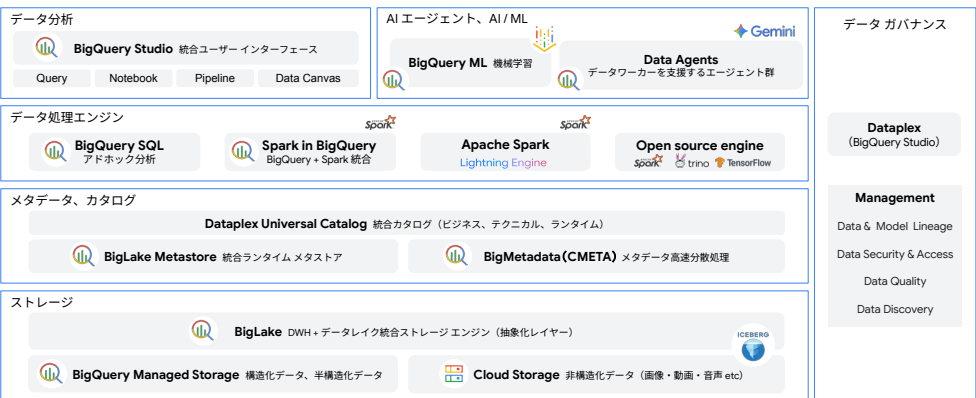 データ分析
BigQuery Studio 統合ユーザー インターフェース
Query
Notebook
Pipeline
Data Canvas
AI エージェント、AI / ML
Gemini
BigQuery ML 機械学習
Data Agents
データワーカーを支援するエージェント群
データ処理エンジン
BigQuery SQL
アドホック分析
Spark
Spark in BigQuery
BigQuery + Spark 統合
Spark
Apache Spark
Lightning Engine
Open source engine
Spark
trino
TensorFlow
メタデータ、カタログ
Dataplex Universal Catalog 統合カタログ（ビジネス、テクニカル、ランタイム）
BigLake Metastore 統合ランタイム メタストア
BigMetadata（CMETA） メタデータ高速分散処理
ストレージ
BigLake DWH + データレイク統合ストレージ エンジン（抽象化レイヤー）
ICEBERG
BigQuery Managed Storage 構造化データ、半構造化データ
Cloud Storage 非構造化データ（画像・動画・音声 etc）
データ ガバナンス
Dataplex
（BigQuery Studio）
Management
Data & Model Lineage
Data Security & Access
Data Quality
Data Discovery